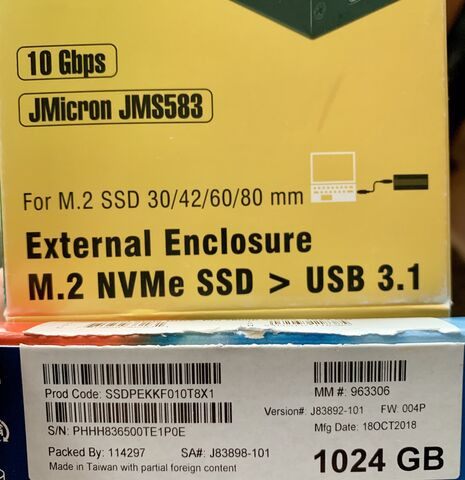 10 Gbps
JMicron JMS583
For M.2 SSD 30/42/60/80 mm
External Enclosure
M.2 NVMe SSD > USB 3.1
Prod Code: SSDPEKKF010T8X1
MM #: 963306
Version#: J83892-101 FW: 004P
S/N: PHHH836500TE1P0E
Mfg Date: 18OCT2018
Packed By: 114297 SA#: J83898-101
Made in Taiwan with partial foreign content
1024 GB